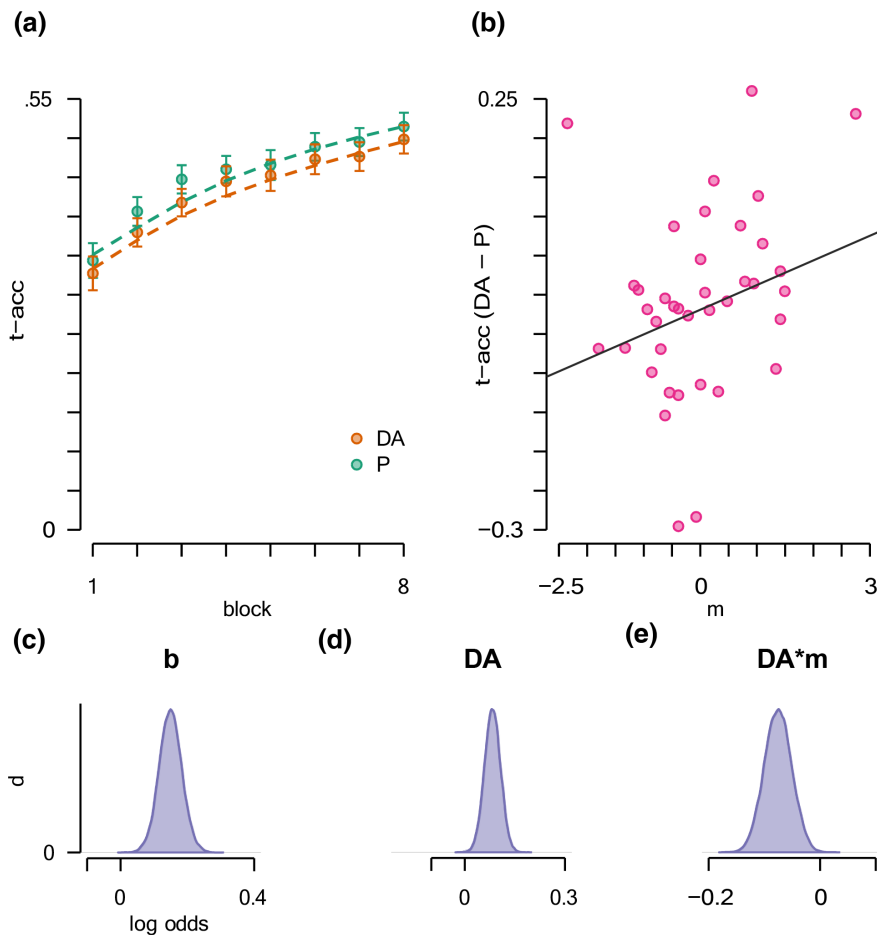 (a)
.55
t−acc
0
DA
P
1
8
block
(b)
0.25
t−acc (DA − P)
−0.3
−2.5
0
3
m
(c)
b
d
0
0
0.4
log odds
(d)
DA
0
0.3
(e)
DA*m
−0.2
0